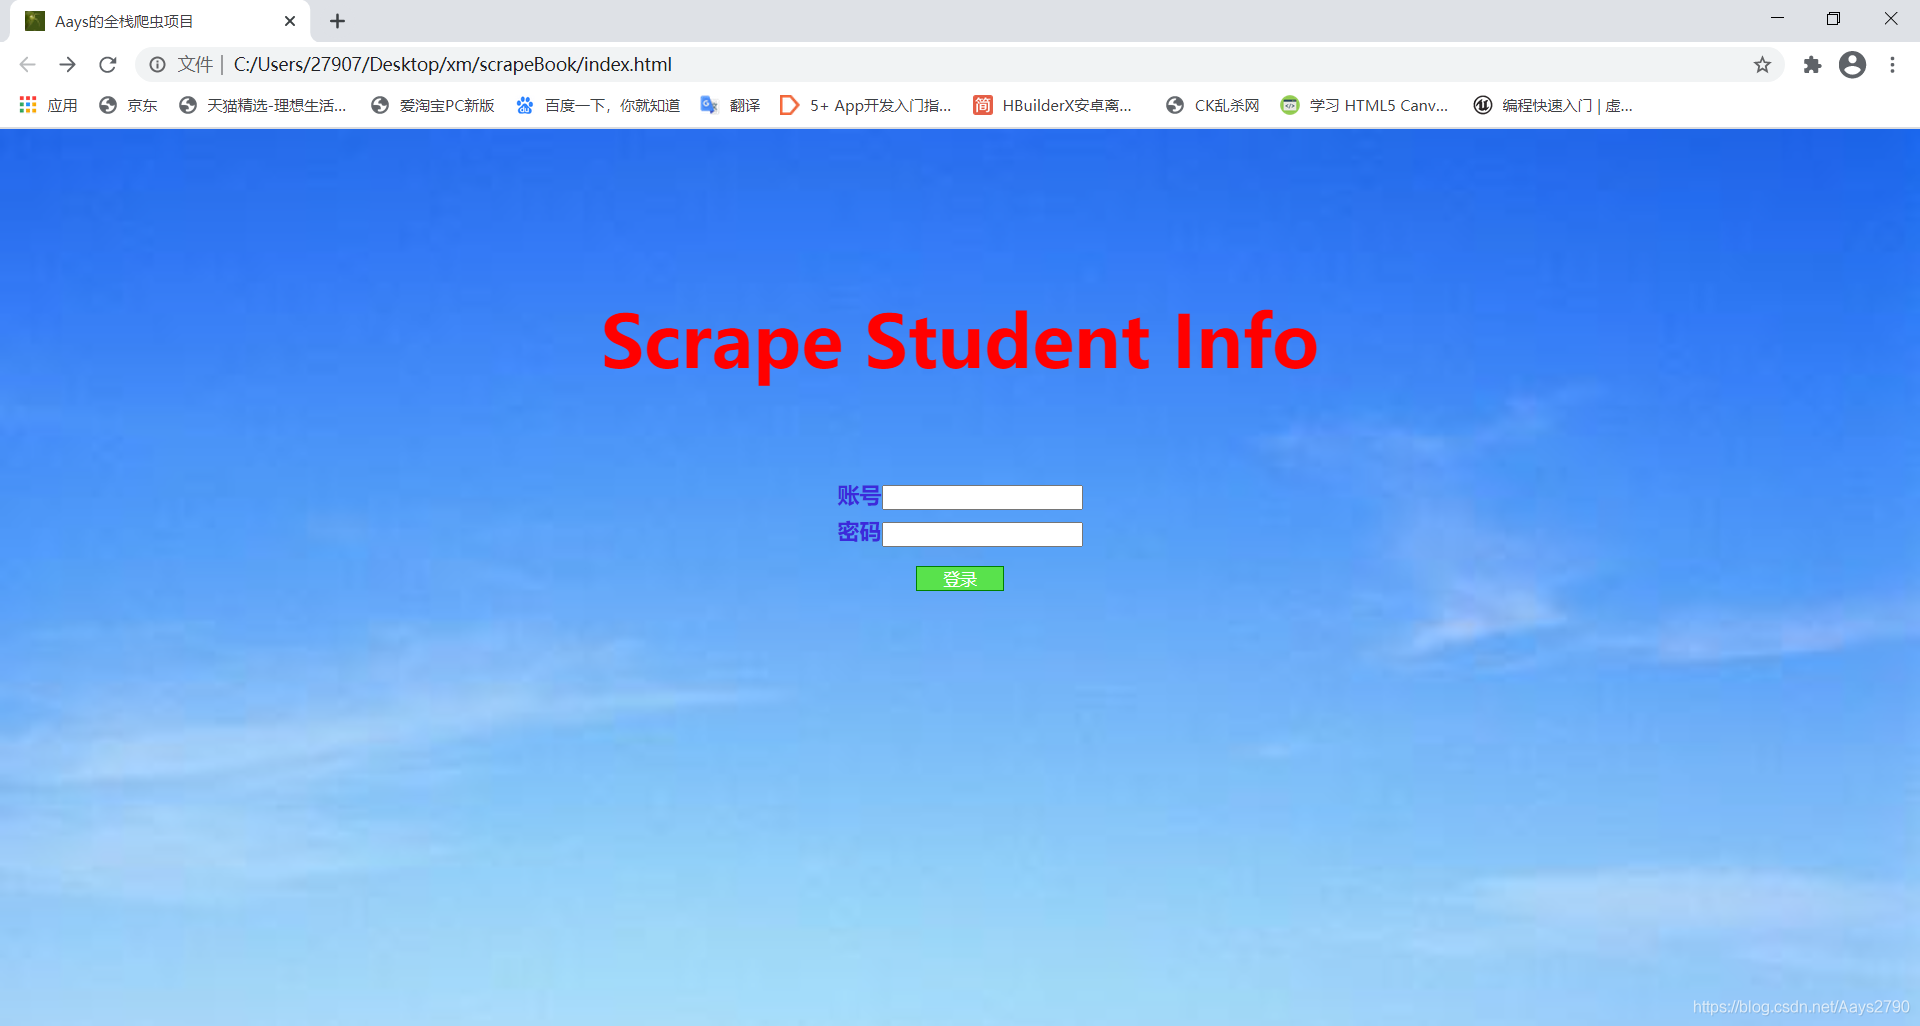 Aays的全栈爬虫项目
文件 | C:/Users/27907/Desktop/xm/scrapeBook/index.html
应用 京东 天猫精选-理想生活... 爱淘宝PC新版 百度一下，你就知道 翻译 5+ App开发入门指... 简 HBuilderX安卓离... CK乱杀网 学习 HTML5 Canv... 编程快速入门 | 虚...
Scrape Student Info
账号
密码
登录
https://blog.csdn.net/Aays2790